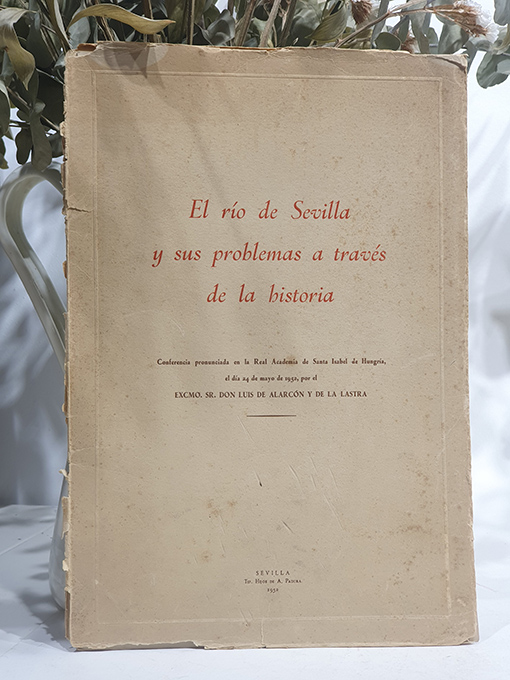 El río de Sevilla
y sus problemas a través
de la historia
Conferencia pronunciada en la Real Academia de Santa Isabel de Hungría,
el día 24 de mayo de 1952, por el
EXCMO. SR. DON LUIS DE ALARCÓN Y DE LA LASTRA
SEVILLA
Tip. Huos de A. Padura
1952